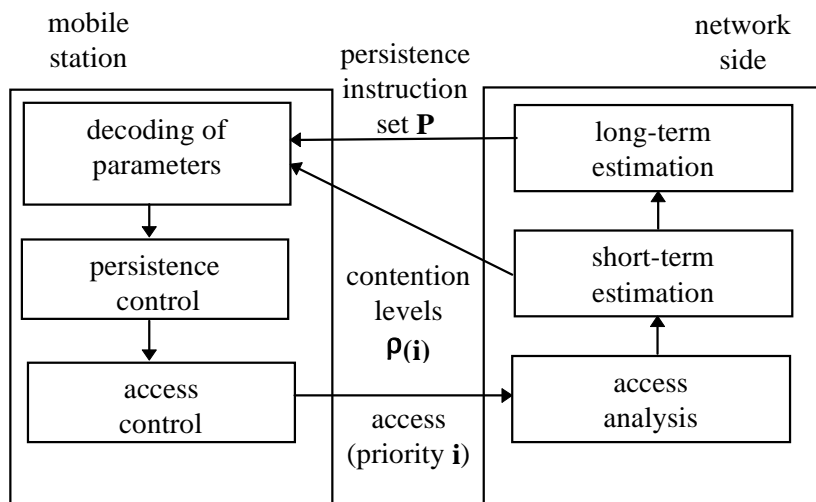 mobile
station
network
side
persistence
instruction
set P
decoding of
parameters
long-term
estimation
persistence
control
short-term
estimation
contention
levels
ρ(i)
access
control
access
analysis
access
(priority i)